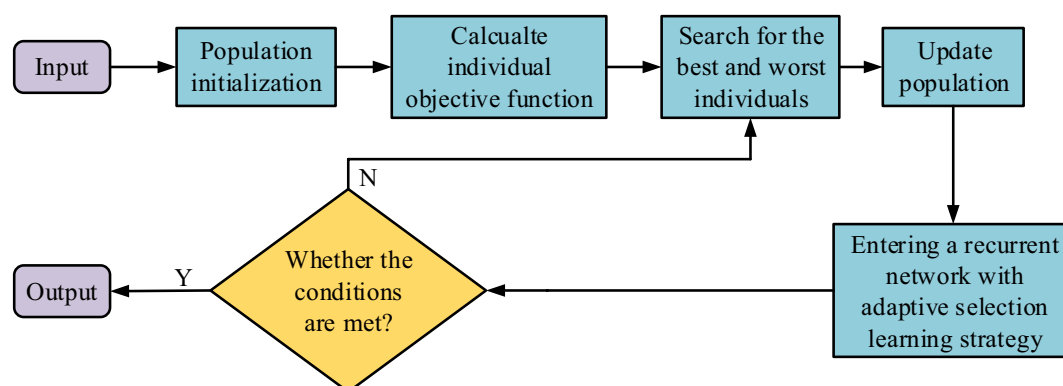 Input
Population
initialization
Calcualte
individual
objective function
Search for the
best and worst
individuals
Update
population
N
Entering a recurrent
network with
adaptive selection
learning strategy
Whether the
conditions
are met?
Y
Output